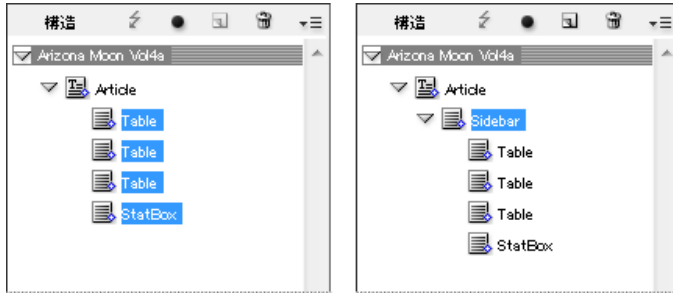 構造
Arizona Moon Vol4a
Article
Table
Table
Table
StatBox
構造
Arizona Moon Vol4a
Article
Sidebar
Table
Table
Table
StatBox